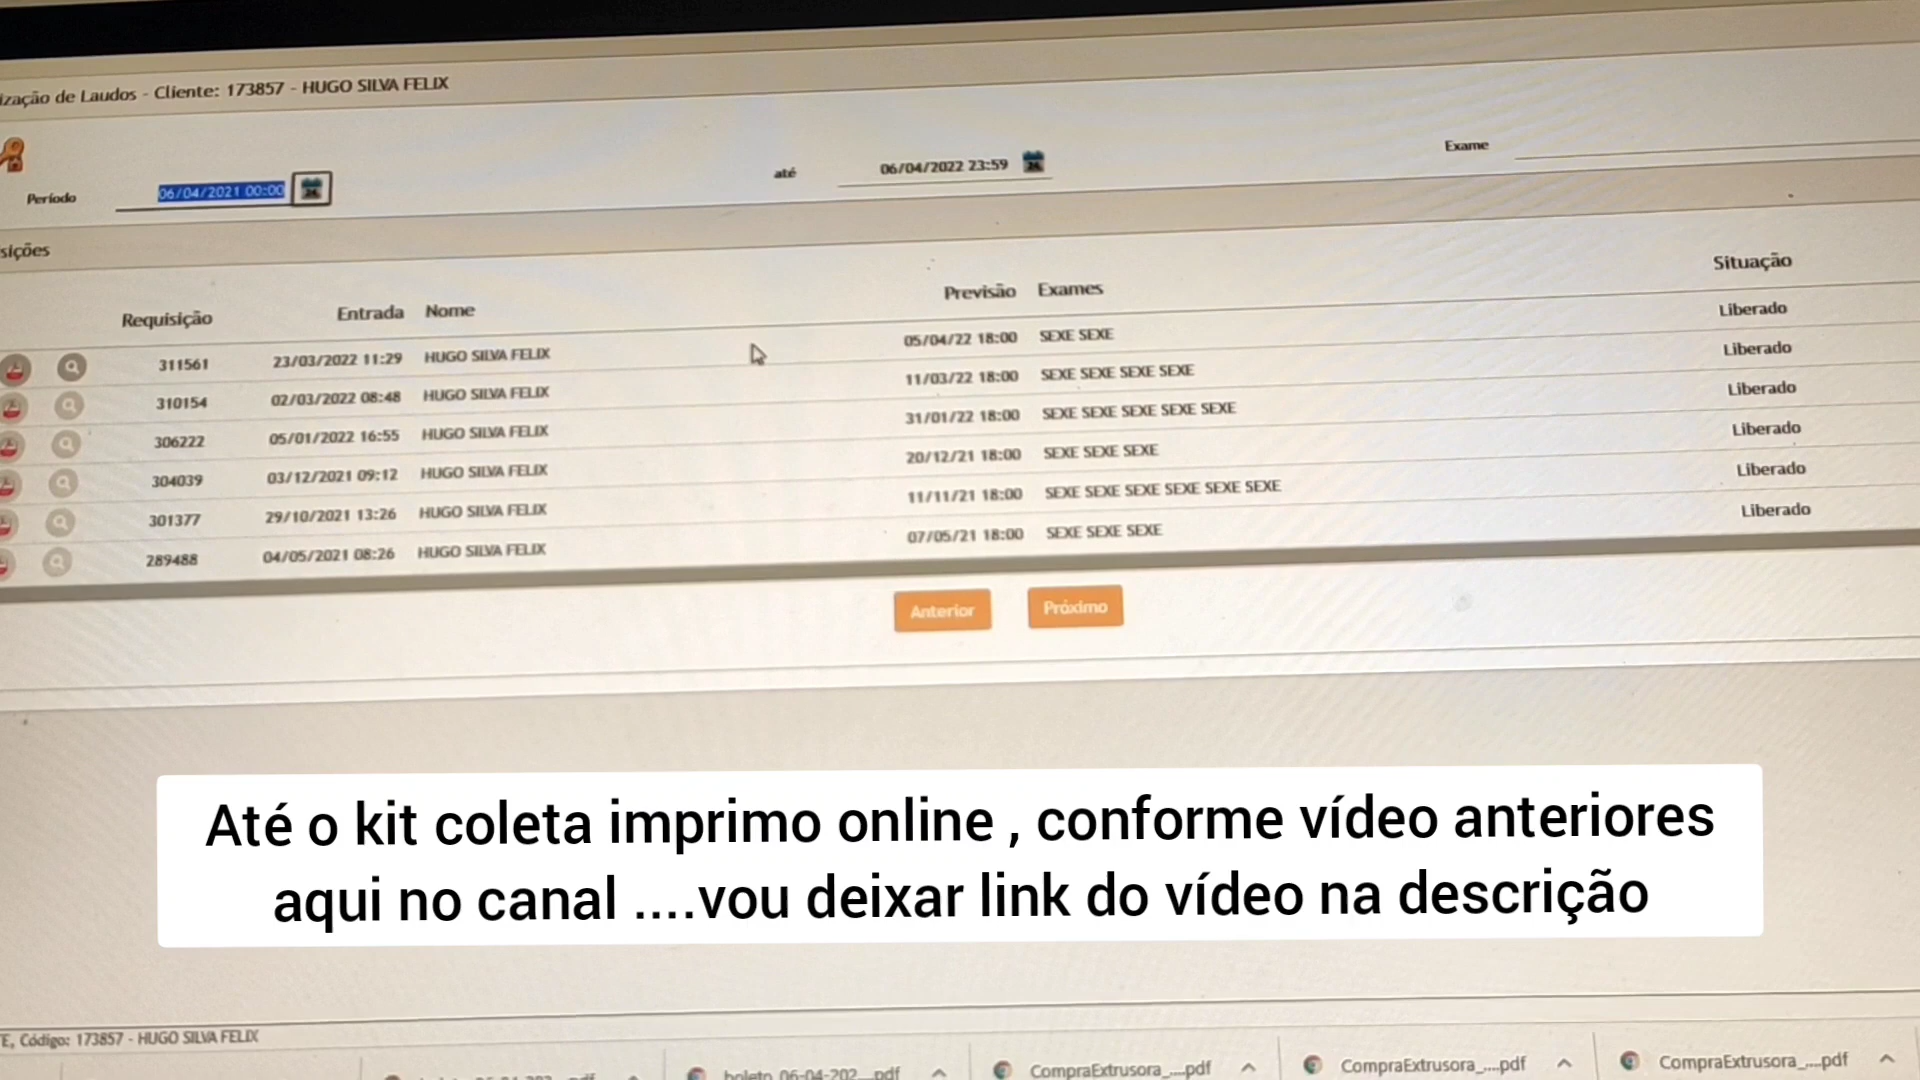 ização de Laudos - Cliente: 173857 - HUGO SILVA FELIX
Período 06/04/2021 00:00 até 06/04/2022 23:59 Exame
sições
Requisição Entrada Nome Previsão Exames Situação
311561 23/03/2022 11:29 HUGO SILVA FELIX 05/04/22 18:00 SEXE SEXE Liberado
310154 02/03/2022 08:48 HUGO SILVA FELIX 11/03/22 18:00 SEXE SEXE SEXE SEXE Liberado
306222 05/01/2022 16:55 HUGO SILVA FELIX 31/01/22 18:00 SEXE SEXE SEXE SEXE SEXE Liberado
304039 03/12/2021 09:12 HUGO SILVA FELIX 20/12/21 18:00 SEXE SEXE SEXE Liberado
301377 29/10/2021 13:26 HUGO SILVA FELIX 11/11/21 18:00 SEXE SEXE SEXE SEXE SEXE SEXE Liberado
289488 04/05/2021 08:26 HUGO SILVA FELIX 07/05/21 18:00 SEXE SEXE SEXE Liberado
Anterior Próximo
Até o kit coleta imprimo online , conforme vídeo anteriores
aqui no canal ....vou deixar link do vídeo na descrição
E, Código: 173857 - HUGO SILVA FELIX
boleto_06-04-202....pdf CompraExtrusora_....pdf CompraExtrusora_....pdf CompraExtrusora_....pdf